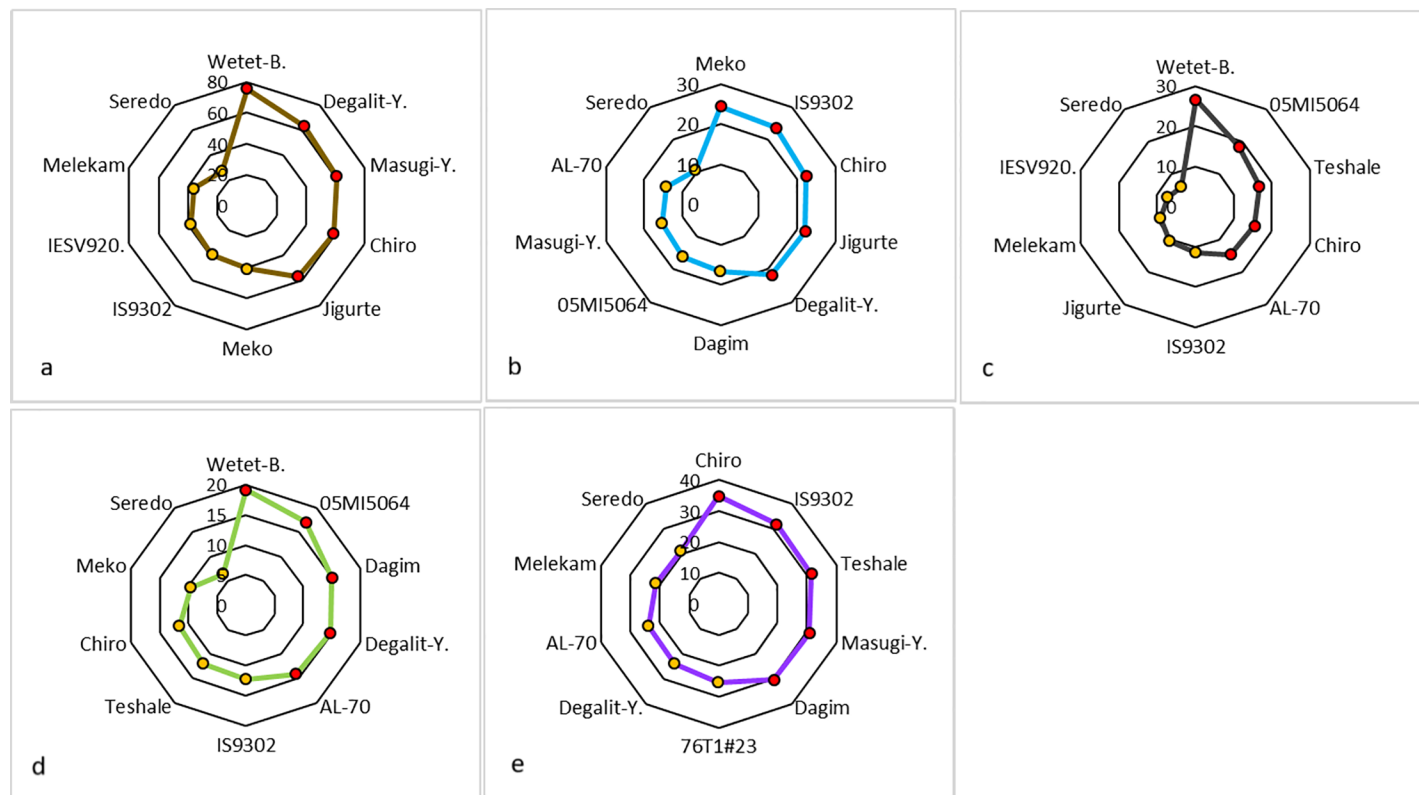 Wetet-B.
80
Seredo
Degalit-Y.
60
Melekam
40
Masugi-Y.
20
0
IESV920.
Chiro
IS9302
Jigurte
Meko
a
Meko
30
Seredo
IS9302
20
AL-70
10
Chiro
0
Masugi-Y.
Jigurte
05MI5064
Degalit-Y.
Dagim
b
Wetet-B.
30
Seredo
05MI5064
20
IESV920.
10
Teshale
0
Melekam
Chiro
Jigurte
AL-70
IS9302
c
Wetet-B.
20
Seredo
05MI5064
15
Meko
10
Dagim
5
0
Chiro
Degalit-Y.
Teshale
AL-70
IS9302
d
Chiro
40
Seredo
IS9302
30
Melekam
20
Teshale
10
0
AL-70
Masugi-Y.
Degalit-Y.
Dagim
76T1#23
e